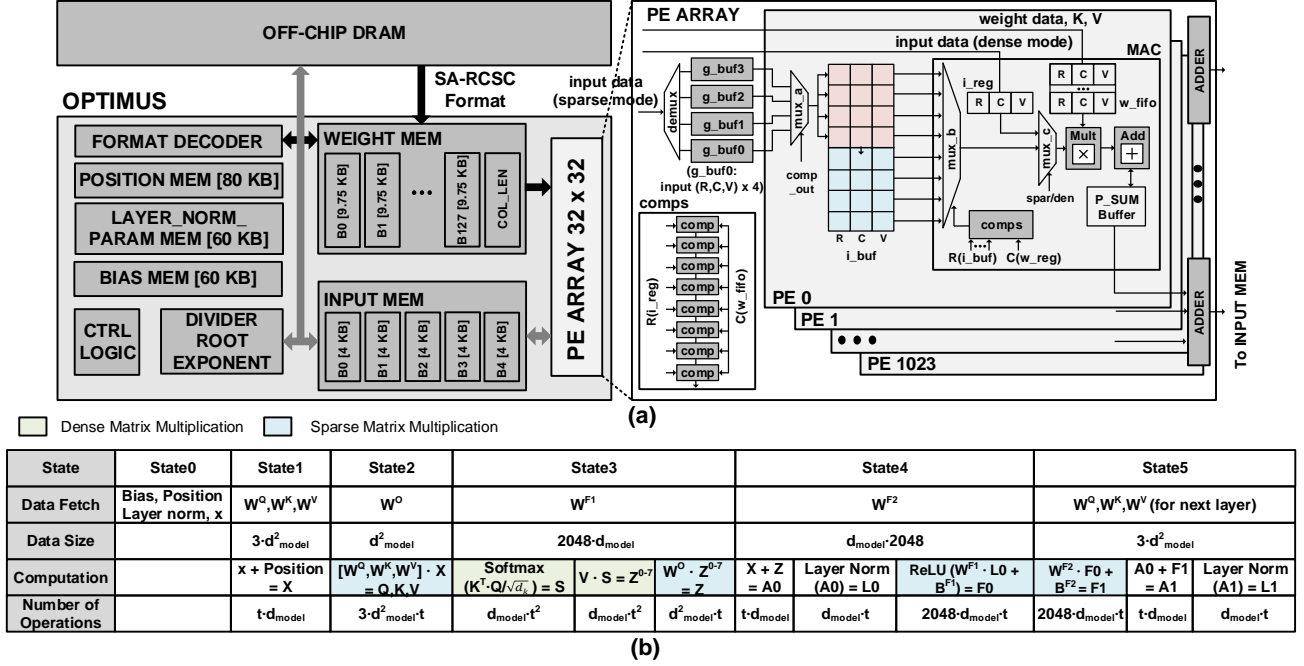 OFF-CHIP DRAM
SA-RCSC
Format
OPTIMUS
FORMAT DECODER
POSITION MEM [80 KB]
LAYER_NORM_
PARAM MEM [60 KB]
BIAS MEM [60 KB]
CTRL
LOGIC
DIVIDER
ROOT
EXPONENT
WEIGHT MEM
B0 [9.75 KB]
B1 [9.75 KB]
•••
B127 [9.75 KB]
COL_LEN
INPUT MEM
B0 [4 KB]
B1 [4 KB]
B2 [4 KB]
B3 [4 KB]
B4 [4 KB]
PE ARRAY 32 x 32
PE ARRAY
weight data, K, V
input data (dense mode)
input data
(sparse mode)
demux
g_buf3
g_buf2
g_buf1
g_buf0
(g_buf0:
input (R,C,V) x 4)
mux_a
comp
_out
R C V
i_buf
MAC
mux_b
i_reg
R C V
R C V
•••
R C V
w_fifo
mux_c
spar/den
Mult
×
Add
+
P_SUM
Buffer
comps
R(i_buf)
•••
C(w_reg)
comps
R(i_reg)
comp
comp
comp
comp
comp
comp
comp
comp
C(w_fifo)
PE 0
PE 1
•••
PE 1023
ADDER
•••
ADDER
To INPUT MEM
(a)
Dense Matrix Multiplication
Sparse Matrix Multiplication
State State0 State1 State2 State3 State4 State5
Data Fetch Bias, Position Layer norm, x W^Q,W^K,W^V W^O W^F1 W^F2 W^Q,W^K,W^V (for next layer)
Data Size 3·d²model d²model 2048·dmodel dmodel·2048 3·d²model
Computation x + Position = X [W^Q,W^K,W^V] · X = Q,K,V Softmax (K^T·Q/√dk) = S V · S = Z^0-7 W^O · Z^0-7 = Z X + Z = A0 Layer Norm (A0) = L0 ReLU (W^F1 · L0 + B^F1) = F0 W^F2 · F0 + B^F2 = F1 A0 + F1 = A1 Layer Norm (A1) = L1
Number of Operations t·dmodel 3·d²model·t dmodel·t² dmodel·t² d²model·t t·dmodel dmodel·t 2048·dmodel·t 2048·dmodel·t t·dmodel dmodel·t
(b)